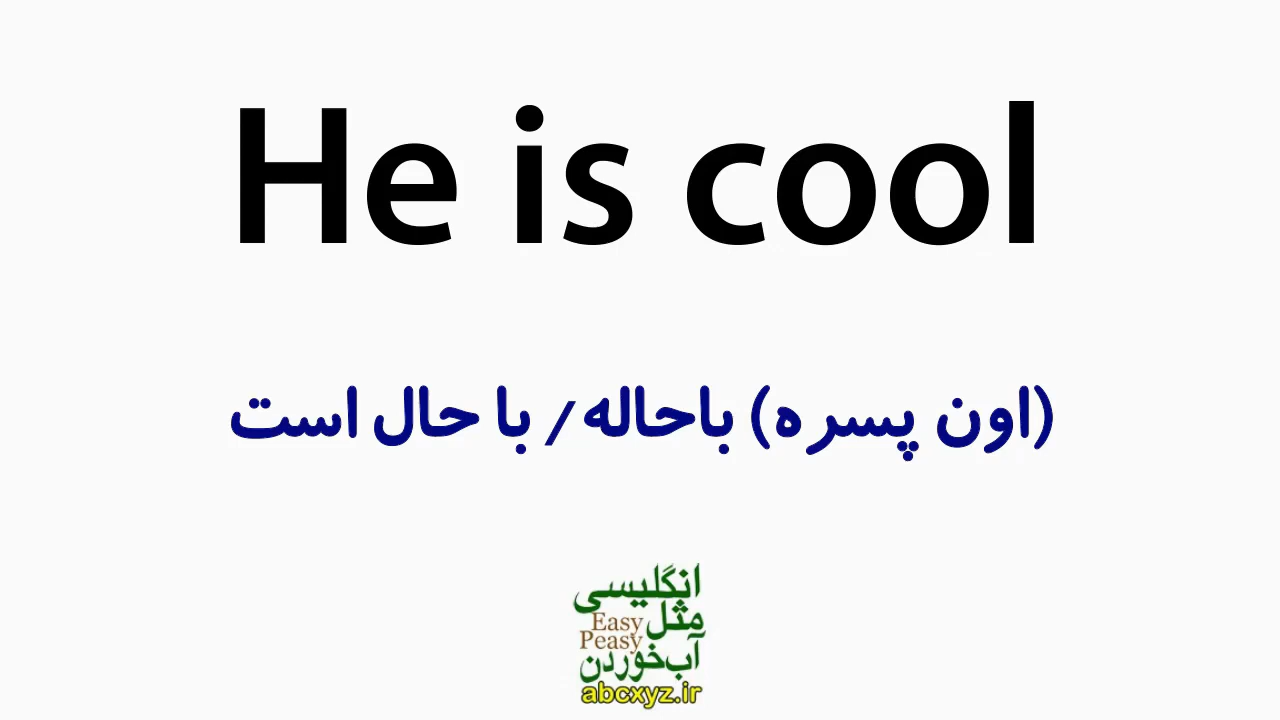 He is cool
(اون پسره) باحاله/ با حال است
انگلیسی
مثل
Easy
Peasy
آب‌خوردن
abcxyz.ir